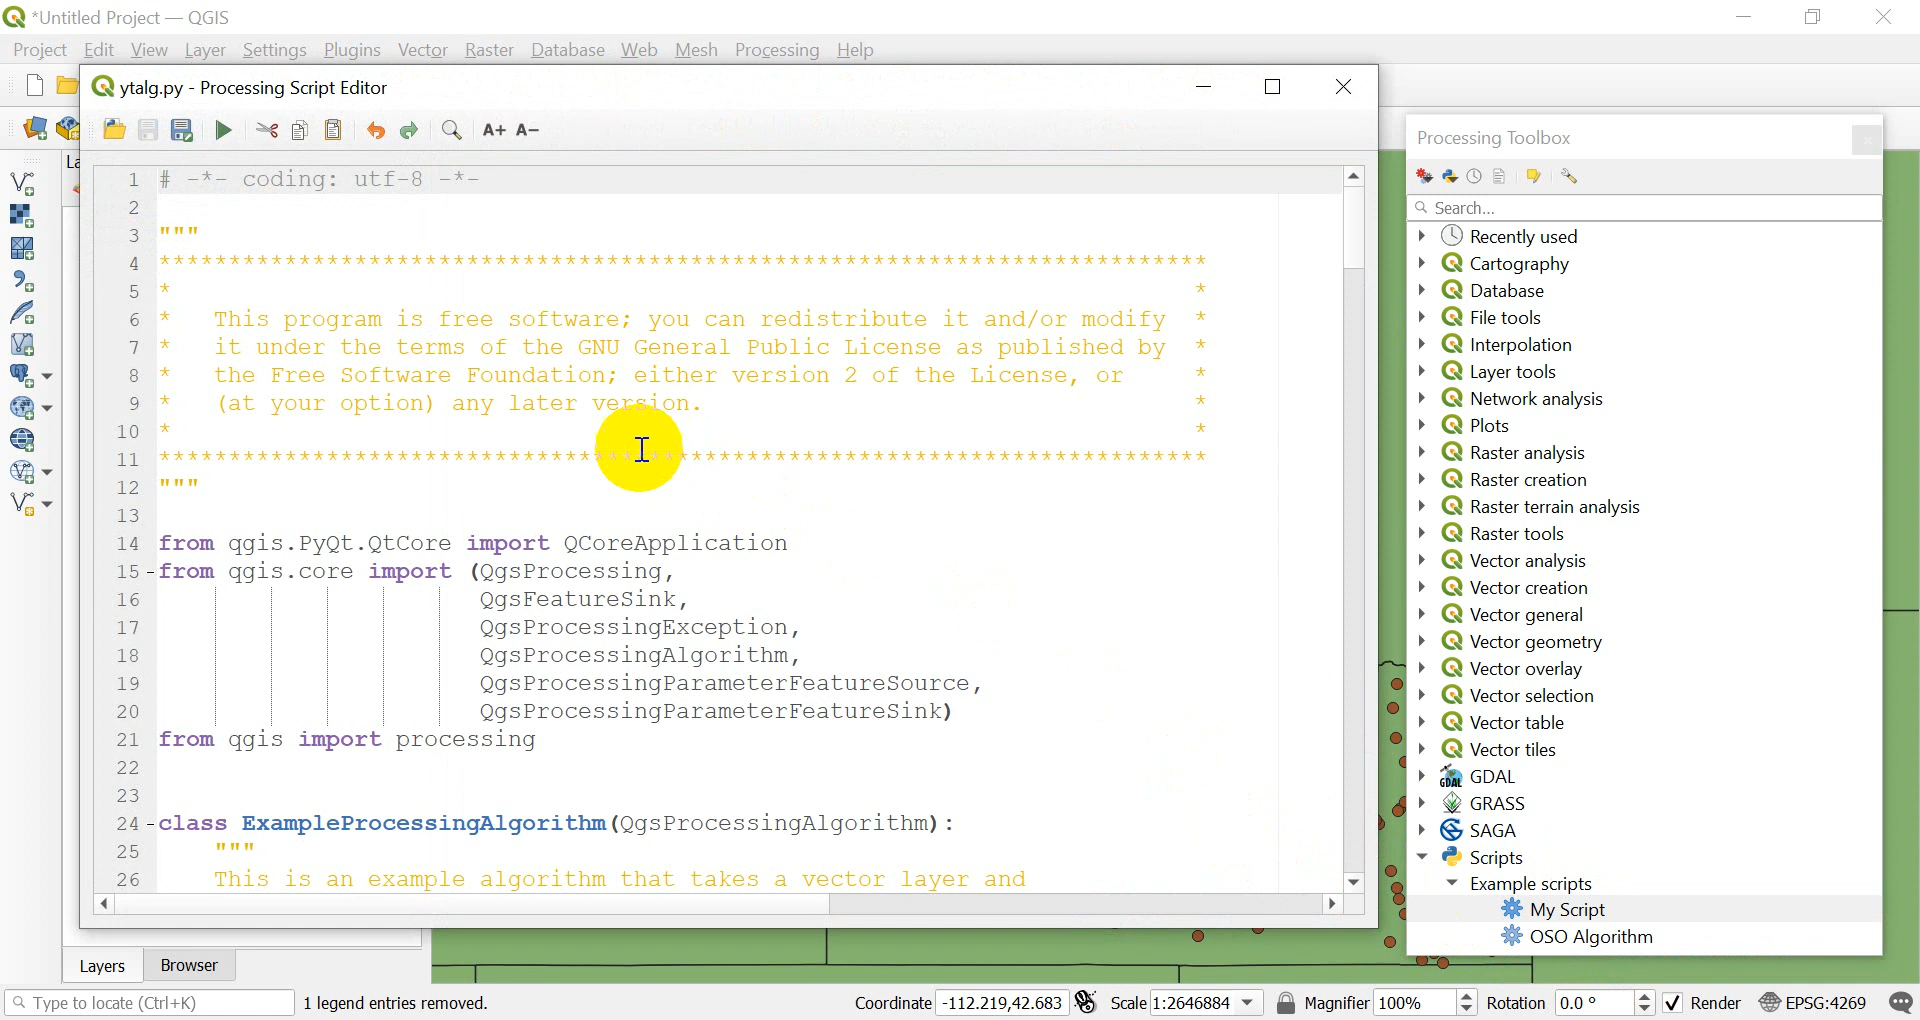 *Untitled Project — QGIS
Project Edit View Layer Settings Plugins Vector Raster Database Web Mesh Processing Help
ytalg.py - Processing Script Editor
A+ A-
La
1 # -*- coding: utf-8 -*-
2
3 """
4 ***************************************************************************
5 * *
6 * This program is free software; you can redistribute it and/or modify *
7 * it under the terms of the GNU General Public License as published by *
8 * the Free Software Foundation; either version 2 of the License, or *
9 * (at your option) any later version. *
10 * *
11 ***************************************************************************
12 """
13
14 from qgis.PyQt.QtCore import QCoreApplication
15 from qgis.core import (QgsProcessing,
16 QgsFeatureSink,
17 QgsProcessingException,
18 QgsProcessingAlgorithm,
19 QgsProcessingParameterFeatureSource,
20 QgsProcessingParameterFeatureSink)
21 from qgis import processing
22
23
24 class ExampleProcessingAlgorithm(QgsProcessingAlgorithm):
25 """
26 This is an example algorithm that takes a vector layer and
Processing Toolbox
Search...
Recently used
Cartography
Database
File tools
Interpolation
Layer tools
Network analysis
Plots
Raster analysis
Raster creation
Raster terrain analysis
Raster tools
Vector analysis
Vector creation
Vector general
Vector geometry
Vector overlay
Vector selection
Vector table
Vector tiles
GDAL
GRASS
SAGA
Scripts
Example scripts
My Script
OSO Algorithm
Layers Browser
Type to locate (Ctrl+K) 1 legend entries removed. Coordinate -112.219,42.683 Scale 1:2646884 Magnifier 100% Rotation 0.0 ° Render EPSG:4269